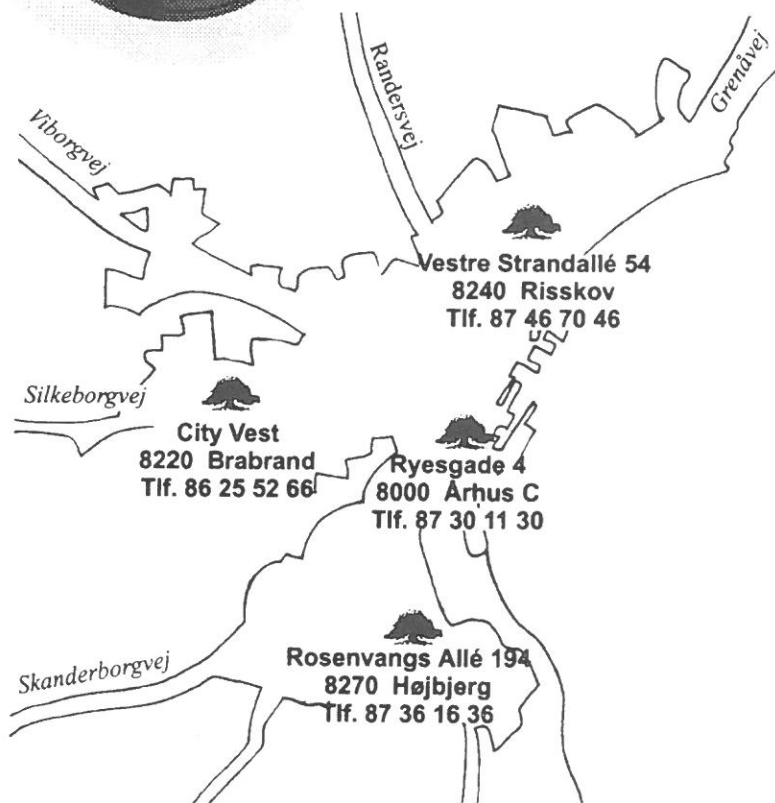 Randersvej
Grenåvej
Viborgvej
Vestre Strandallé 54
8240 Risskov
Tlf. 87 46 70 46
Silkeborgvej
City Vest
8220 Brabrand
Tlf. 86 25 52 66
Ryesgade 4
8000 Århus C
Tlf. 87 30 11 30
Rosenvangs Allé 194
8270 Højbjerg
Tlf. 87 36 16 36
Skanderborgvej